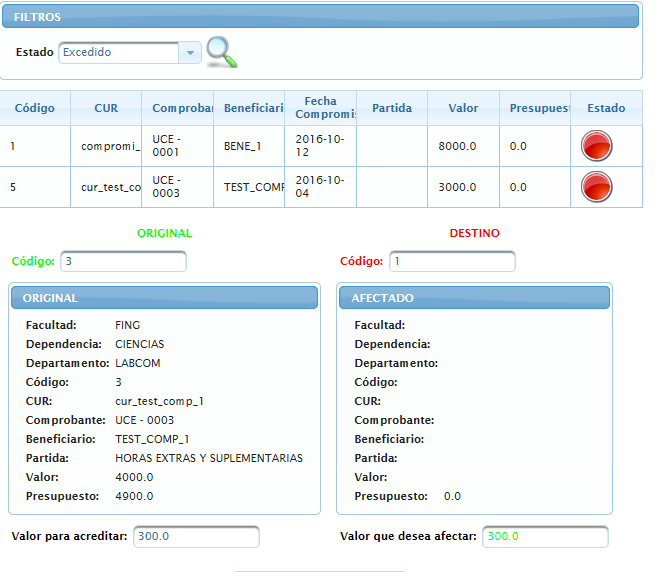 FILTROS
Estado Excedido
Código CUR Comproba Beneficiari Fecha Compromis Partida Valor Presupuest Estado
1 compromi_ UCE - 0001 BENE_1 2016-10-12 8000.0 0.0
5 cur_test_co UCE - 0003 TEST_COMP 2016-10-04 3000.0 0.0
ORIGINAL DESTINO
Código: 3 Código: 1
ORIGINAL AFECTADO
Facultad: FING Facultad:
Dependencia: CIENCIAS Dependencia:
Departamento: LABCOM Departamento:
Código: 3 Código:
CUR: cur_test_comp_1 CUR:
Comprobante: UCE - 0003 Comprobante:
Beneficiario: TEST_COMP_1 Beneficiario:
Partida: HORAS EXTRAS Y SUPLEMENTARIAS Partida:
Valor: 4000.0 Valor:
Presupuesto: 4900.0 Presupuesto: 0.0
Valor para acreditar: 300.0 Valor que desea afectar: 300.0